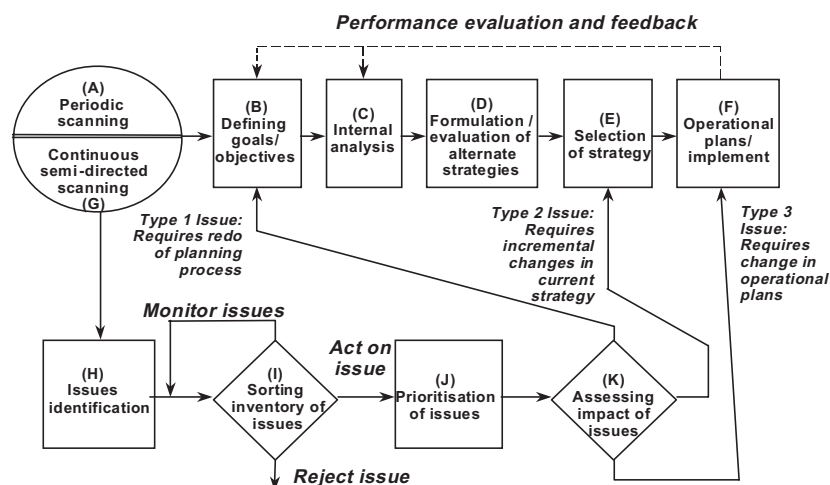 Performance evaluation and feedback
(A)
Periodic
scanning
Continuous
semi-directed
scanning
(G)
(B)
Defining
goals/
objectives
(C)
Internal
analysis
(D)
Formulation /
evaluation of
alternate
strategies
(E)
Selection
of strategy
(F)
Operational
plans/
implement
Type 1 Issue:
Requires redo
of planning
process
Type 2 Issue:
Requires
incremental
changes in
current
strategy
Type 3
Issue:
Requires
change in
operational
plans
Monitor issues
(H)
Issues
identification
(I)
Sorting
inventory of
issues
Act on
issue
(J)
Prioritisation
of issues
(K)
Assessing
impact of
issues
Reject issue